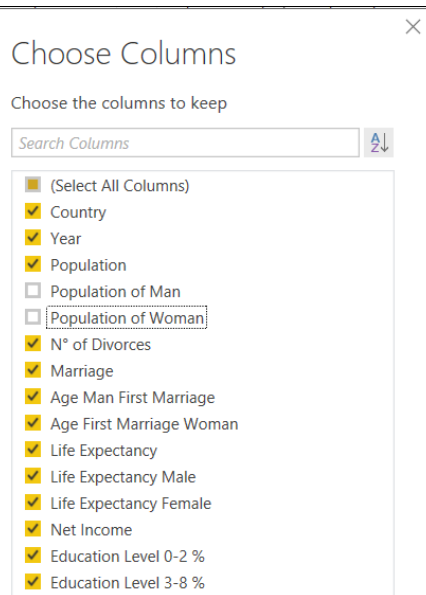 Choose Columns
Choose the columns to keep
Search Columns
A
Z
(Select All Columns)
Country
Year
Population
Population of Man
Population of Woman
N° of Divorces
Marriage
Age Man First Marriage
Age First Marriage Woman
Life Expectancy
Life Expectancy Male
Life Expectancy Female
Net Income
Education Level 0-2 %
Education Level 3-8 %